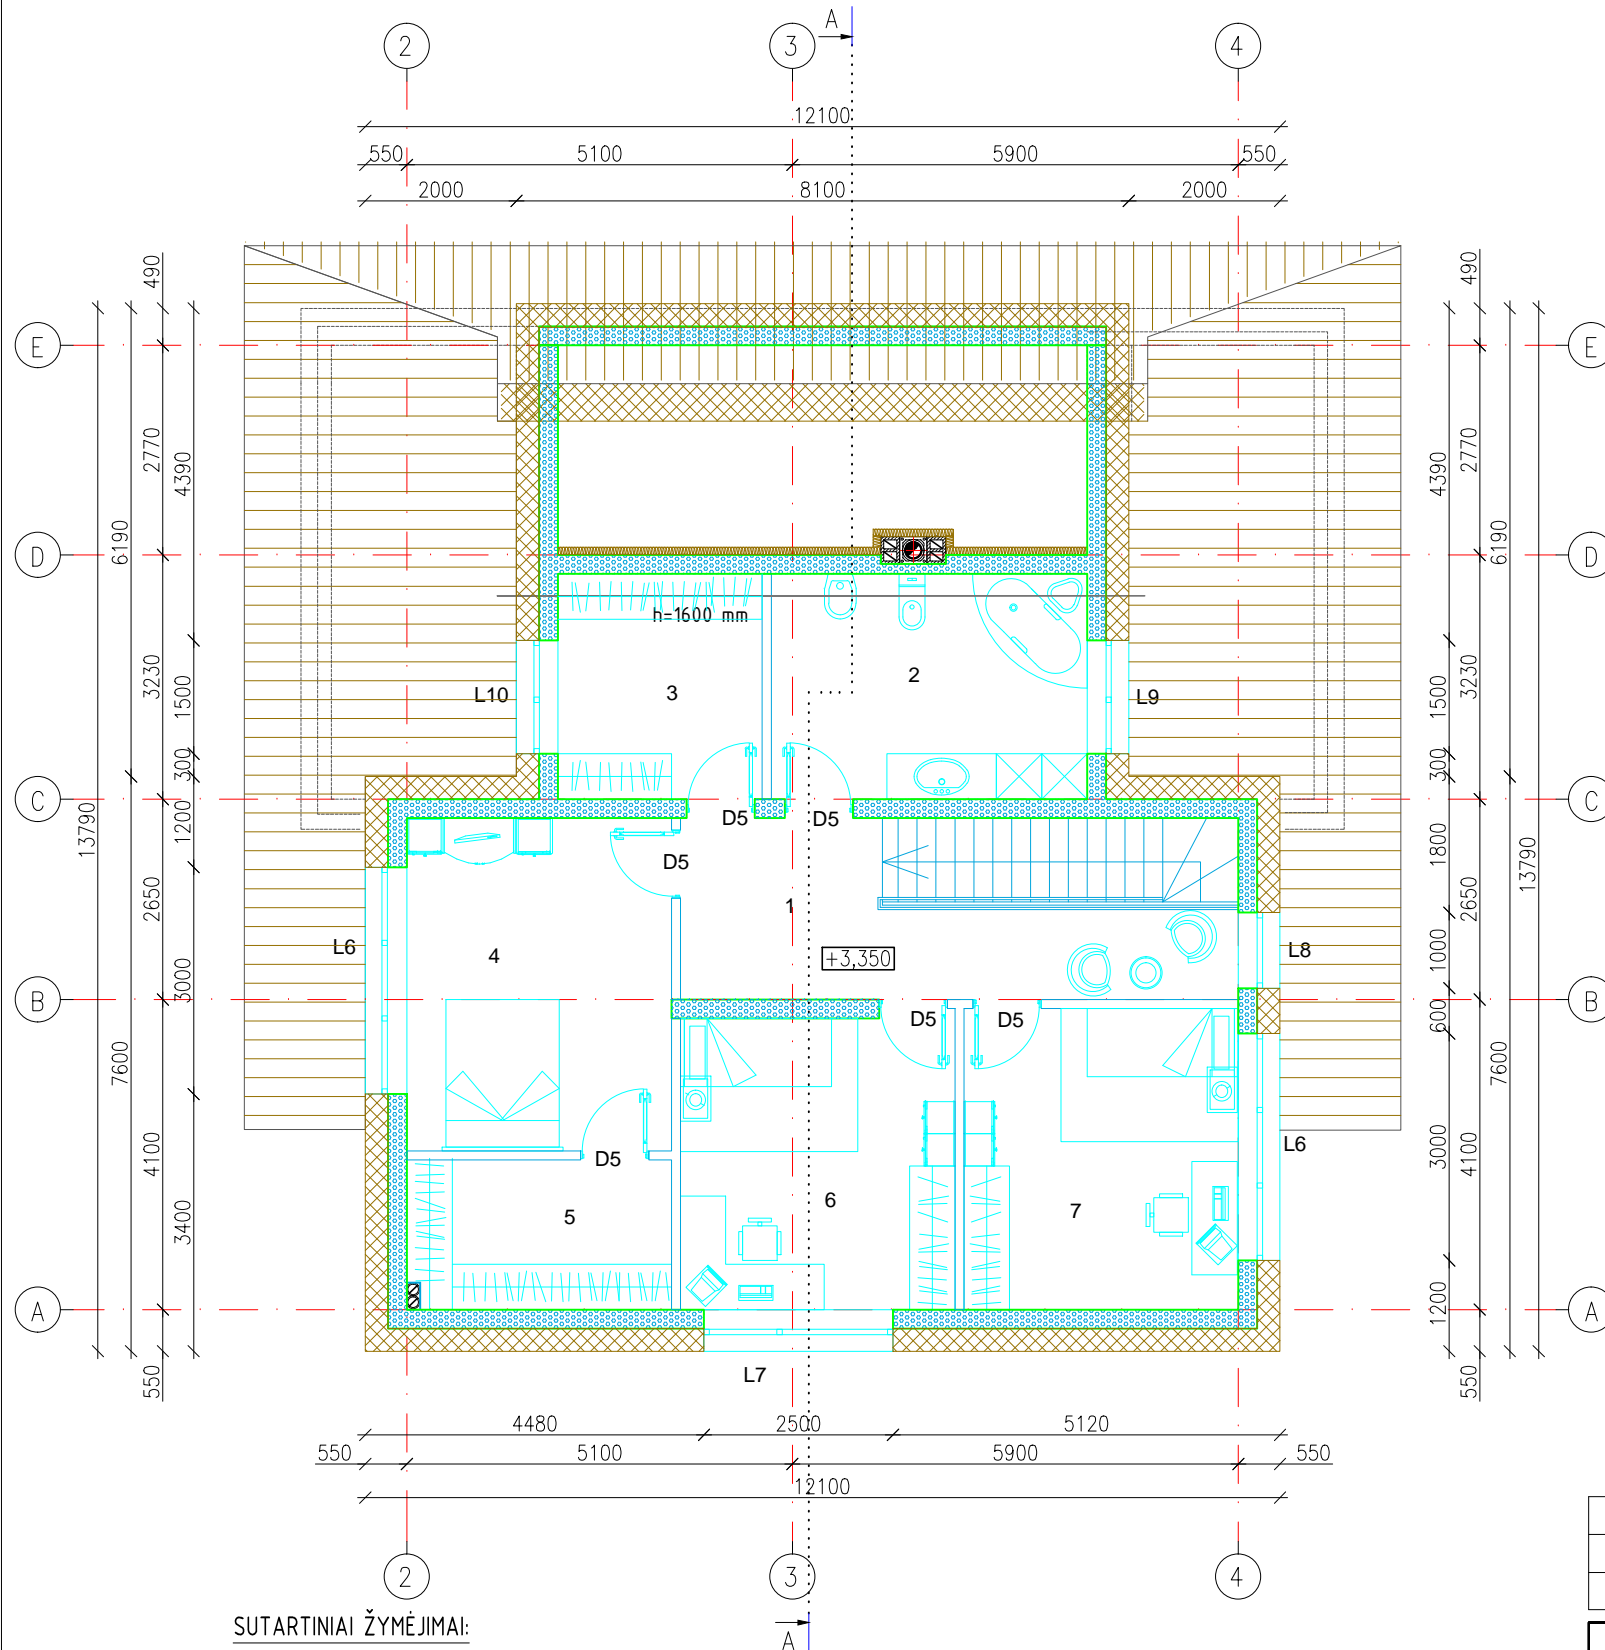 A
2 3 4
12100
550 5100 5900 550
2000 8100 2000
490 490
E E
2770 4390 4390 2770
6190 6190
D D
h=1600 mm
3230 1500 1500 3230
L10 3 2 L9
300 300
C C
13790 1200 D5 D5 1800 13790
D5
2650 1 2650
L6 4 L8
3000 +3,350 1000
B B
D5 D5 600
7600 7600
4100 D5 3000 4100 L6
3400 5 6 7
A 1200 A
550 L7 550
4480 2500 5120
550 5100 5900 550
12100
2 3 4
SUTARTINIAI ŽYMĖJIMAI:
A